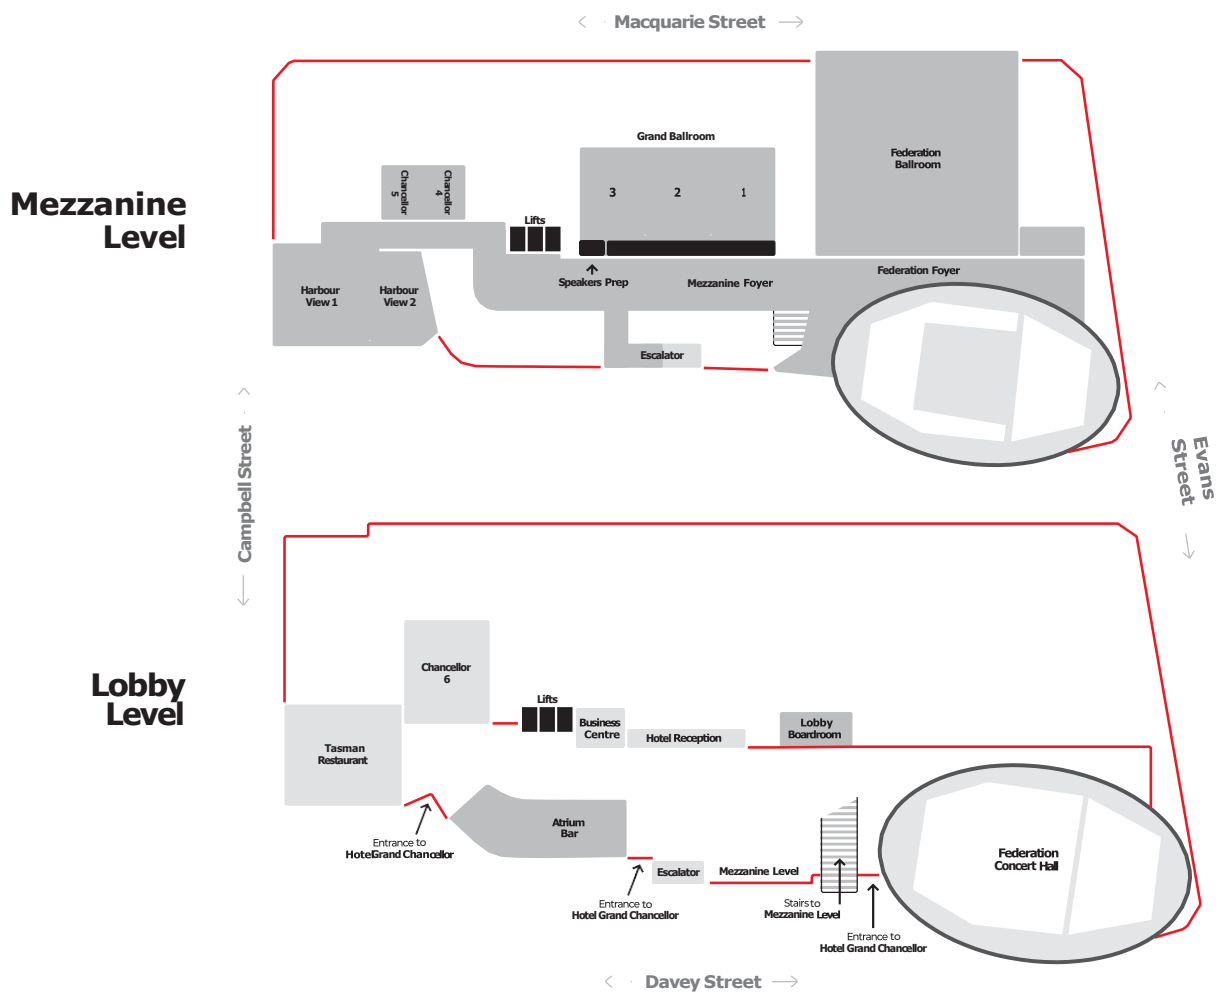 Macquarie Street
Grand Ballroom
Federation
Ballroom
Mezzanine
Level
Chancellor
5
Chancellor
4
3
2
1
Lifts
Harbour
View 1
Harbour
View 2
Speakers Prep
Mezzanine Foyer
Federation Foyer
Escalator
Campbell Street
Evans
Street
Lobby
Level
Chancellor
6
Lifts
Business
Centre
Hotel Reception
Lobby
Boardroom
Tasman
Restaurant
Atrium
Bar
Entrance to
Hotel Grand Chancellor
Escalator
Mezzanine Level
Federation
Concert Hall
Entrance to
Hotel Grand Chancellor
Stairs to
Mezzanine Level
Entrance to
Hotel Grand Chancellor
Davey Street